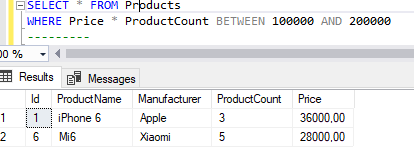 SELECT * FROM Products
WHERE Price * ProductCount BETWEEN 100000 AND 200000
---------
00 %
Results Messages
Id ProductName Manufacturer ProductCount Price
1 1 iPhone 6 Apple 3 36000,00
2 6 Mi6 Xiaomi 5 28000,00